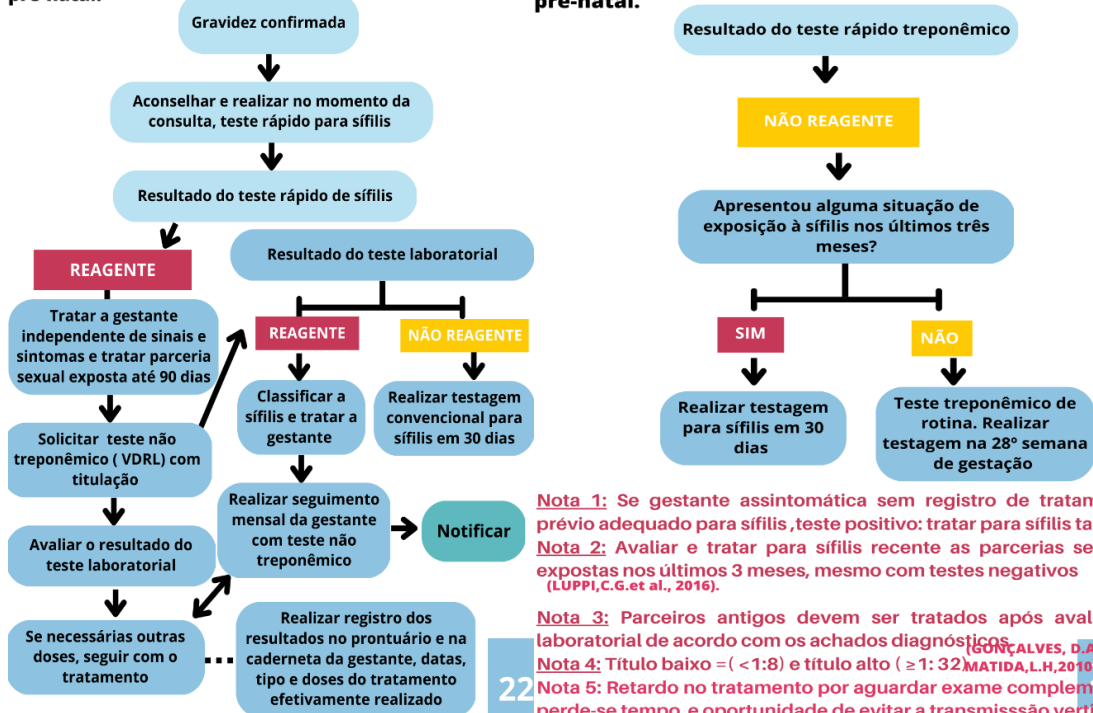 pré-natal.
Gravidez confirmada
Aconselhar e realizar no momento da
consulta, teste rápido para sífilis
Resultado do teste rápido de sífilis
REAGENTE
Tratar a gestante
independente de sinais e
sintomas e tratar parceria
sexual exposta até 90 dias
Solicitar teste não
treponêmico ( VDRL) com
titulação
Avaliar o resultado do
teste laboratorial
Se necessárias outras
doses, seguir com o
tratamento
Resultado do teste laboratorial
REAGENTE
NÃO REAGENTE
Classificar a
sífilis e tratar a
gestante
Realizar testagem
convencional para
sífilis em 30 dias
Realizar seguimento
mensal da gestante
com teste não
treponêmico
Notificar
Realizar registro dos
resultados no prontuário e na
caderneta da gestante, datas,
tipo e doses do tratamento
efetivamente realizado
22
pré-natal.
Resultado do teste rápido treponêmico
NÃO REAGENTE
Apresentou alguma situação de
exposição à sífilis nos últimos três
meses?
SIM
NÃO
Realizar testagem
para sífilis em 30
dias
Teste treponêmico de
rotina. Realizar
testagem na 28º semana
de gestação
Nota 1: Se gestante assintomática sem registro de tratam
prévio adequado para sífilis ,teste positivo: tratar para sífilis ta
Nota 2: Avaliar e tratar para sífilis recente as parcerias se
expostas nos últimos 3 meses, mesmo com testes negativos
(LUPPI,C.G.et al., 2016).
Nota 3: Parceiros antigos devem ser tratados após aval
laboratorial de acordo com os achados diagnósticos.
(GONÇALVES, D.A
Nota 4: Título baixo =( <1:8) e título alto ( ≥1: 32)
MATIDA,L.H,2010
Nota 5: Retardo no tratamento por aguardar exame complem
perde-se tempo, e oportunidade de evitar a transmisssão verti